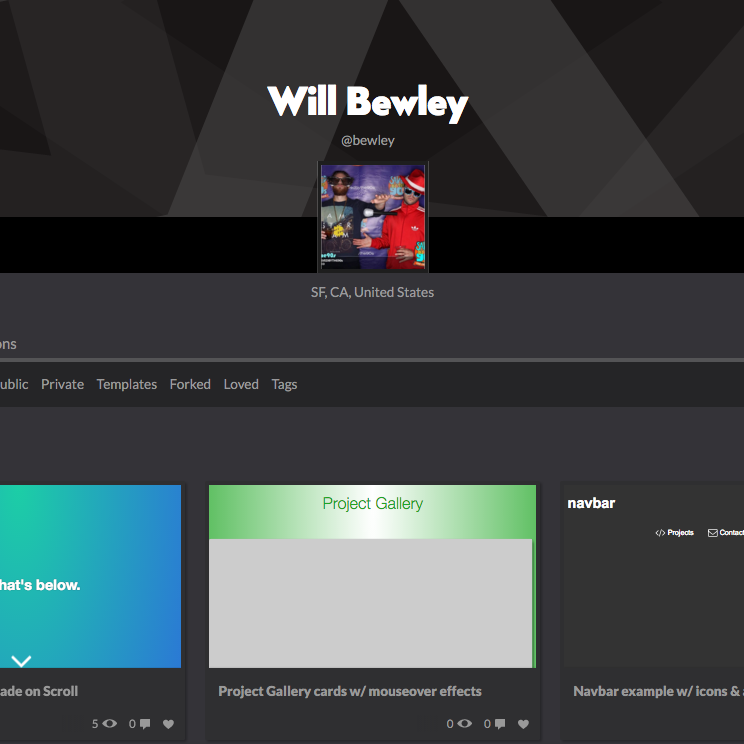 Will Bewley
@bewley
SF, CA, United States
ons
ublic Private Templates Forked Loved Tags
Project Gallery
navbar
Projects Contact
hat's below.
ade on Scroll
Project Gallery cards w/ mouseover effects
Navbar example w/ icons & a
5 0
0 0